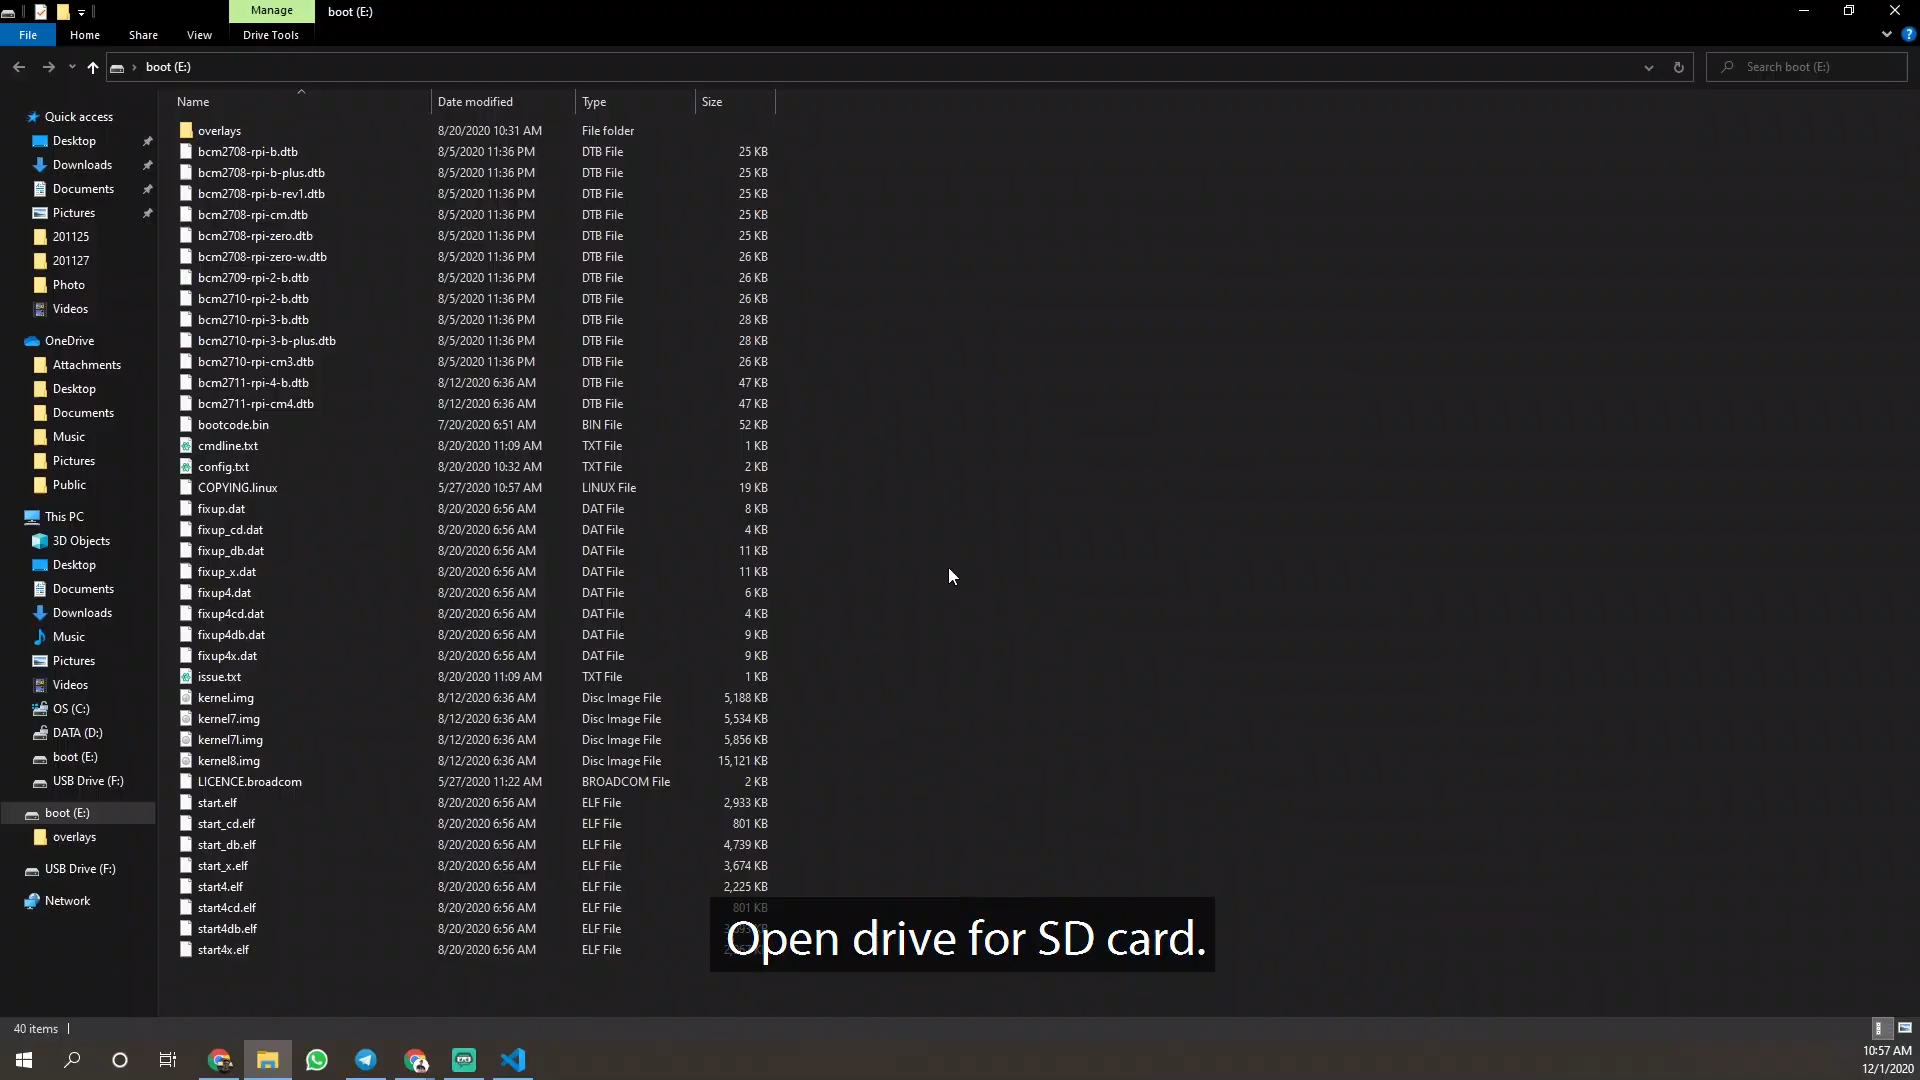 Manage
boot (E:)
File
Home
Share
View
Drive Tools
boot (E:)
Search boot (E:)
Name
Date modified
Type
Size
Quick access
Desktop
Downloads
Documents
Pictures
201125
201127
Photo
Videos
OneDrive
Attachments
Desktop
Documents
Music
Pictures
Public
This PC
3D Objects
Desktop
Documents
Downloads
Music
Pictures
Videos
OS (C:)
DATA (D:)
boot (E:)
USB Drive (F:)
boot (E:)
overlays
USB Drive (F:)
Network
overlays 8/20/2020 10:31 AM File folder
bcm2708-rpi-b.dtb 8/5/2020 11:36 PM DTB File 25 KB
bcm2708-rpi-b-plus.dtb 8/5/2020 11:36 PM DTB File 25 KB
bcm2708-rpi-b-rev1.dtb 8/5/2020 11:36 PM DTB File 25 KB
bcm2708-rpi-cm.dtb 8/5/2020 11:36 PM DTB File 25 KB
bcm2708-rpi-zero.dtb 8/5/2020 11:36 PM DTB File 25 KB
bcm2708-rpi-zero-w.dtb 8/5/2020 11:36 PM DTB File 26 KB
bcm2709-rpi-2-b.dtb 8/5/2020 11:36 PM DTB File 26 KB
bcm2710-rpi-2-b.dtb 8/5/2020 11:36 PM DTB File 26 KB
bcm2710-rpi-3-b.dtb 8/5/2020 11:36 PM DTB File 28 KB
bcm2710-rpi-3-b-plus.dtb 8/5/2020 11:36 PM DTB File 28 KB
bcm2710-rpi-cm3.dtb 8/5/2020 11:36 PM DTB File 26 KB
bcm2711-rpi-4-b.dtb 8/12/2020 6:36 AM DTB File 47 KB
bcm2711-rpi-cm4.dtb 8/12/2020 6:36 AM DTB File 47 KB
bootcode.bin 7/20/2020 6:51 AM BIN File 52 KB
cmdline.txt 8/20/2020 11:09 AM TXT File 1 KB
config.txt 8/20/2020 10:32 AM TXT File 2 KB
COPYING.linux 5/27/2020 10:57 AM LINUX File 19 KB
fixup.dat 8/20/2020 6:56 AM DAT File 8 KB
fixup_cd.dat 8/20/2020 6:56 AM DAT File 4 KB
fixup_db.dat 8/20/2020 6:56 AM DAT File 11 KB
fixup_x.dat 8/20/2020 6:56 AM DAT File 11 KB
fixup4.dat 8/20/2020 6:56 AM DAT File 6 KB
fixup4cd.dat 8/20/2020 6:56 AM DAT File 4 KB
fixup4db.dat 8/20/2020 6:56 AM DAT File 9 KB
fixup4x.dat 8/20/2020 6:56 AM DAT File 9 KB
issue.txt 8/20/2020 11:09 AM TXT File 1 KB
kernel.img 8/12/2020 6:36 AM Disc Image File 5,188 KB
kernel7.img 8/12/2020 6:36 AM Disc Image File 5,534 KB
kernel7l.img 8/12/2020 6:36 AM Disc Image File 5,856 KB
kernel8.img 8/12/2020 6:36 AM Disc Image File 15,121 KB
LICENCE.broadcom 5/27/2020 11:22 AM BROADCOM File 2 KB
start.elf 8/20/2020 6:56 AM ELF File 2,933 KB
start_cd.elf 8/20/2020 6:56 AM ELF File 801 KB
start_db.elf 8/20/2020 6:56 AM ELF File 4,739 KB
start_x.elf 8/20/2020 6:56 AM ELF File 3,674 KB
start4.elf 8/20/2020 6:56 AM ELF File 2,225 KB
start4cd.elf 8/20/2020 6:56 AM ELF File 801 KB
start4db.elf 8/20/2020 6:56 AM ELF File
start4x.elf 8/20/2020 6:56 AM ELF File
Open drive for SD card.
40 items
10:57 AM
12/1/2020